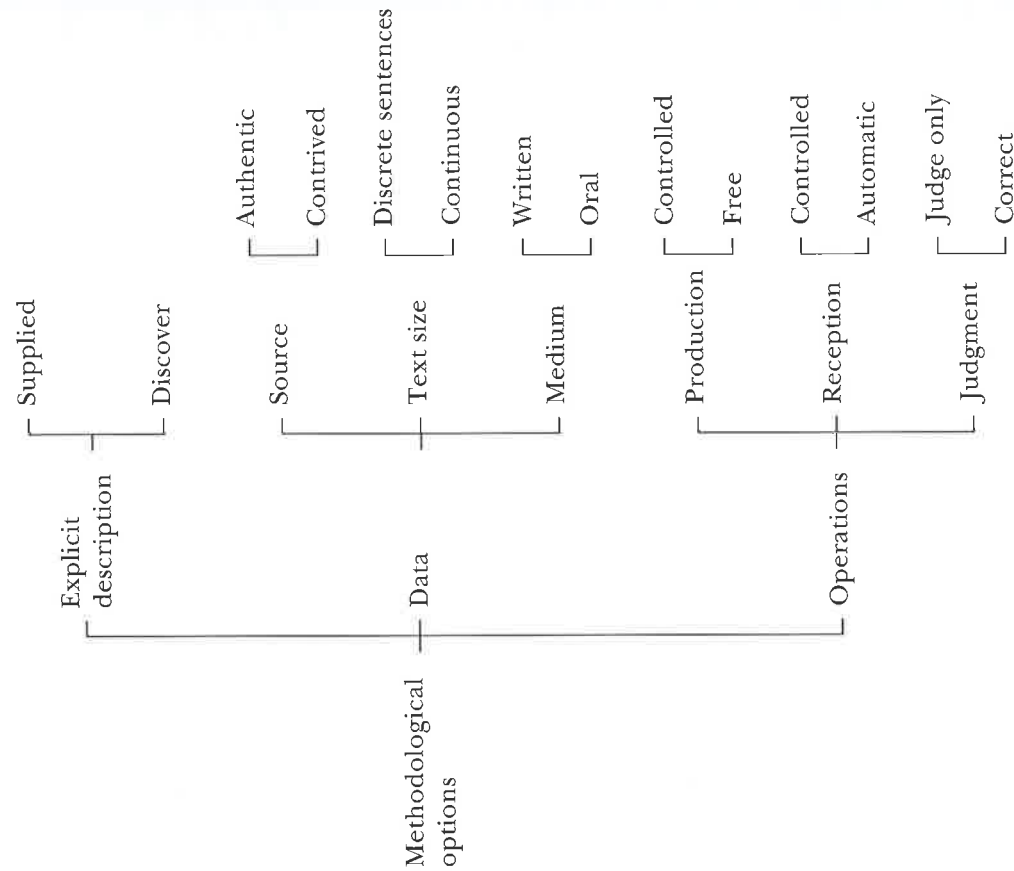 Methodological
options
Explicit
description
Supplied
Discover
Data
Source
Authentic
Contrived
Text size
Discrete sentences
Continuous
Medium
Written
Oral
Operations
Production
Controlled
Free
Reception
Controlled
Automatic
Judgment
Judge only
Correct